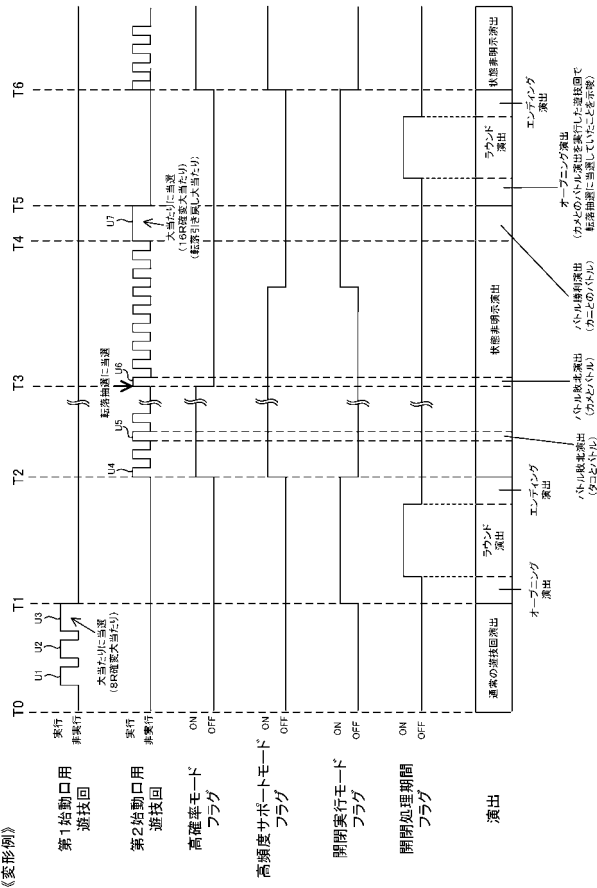 《変形例》
T0
T1
T2
T3
T4
T5
T6
第1始動口用
遊技回
実行
非実行
U1
U2
U3
大当たりに当選
(8R確変大当たり)
第2始動口用
遊技回
実行
非実行
U4
U5
転落抽選に当選
U6
U7
大当たりに当選
(16R確変大当たり)
(転落引き戻し大当たり)
高確率モード
フラグ
ON
OFF
高頻度サポートモード
フラグ
ON
OFF
開閉実行モード
フラグ
ON
OFF
開閉処理期間
フラグ
ON
OFF
演出
通常の遊技回演出
オープニング
演出
ラウンド
演出
エンディング
演出
バトル敗北演出
(タコとバトル)
バトル敗北演出
(カメとバトル)
状態非明示演出
バトル勝利演出
(カニとのバトル)
オープニング演出
(カメとのバトル演出を実行した遊技回で
転落抽選に当選していたことを示唆)
ラウンド
演出
エンディング
演出
状態非明示演出